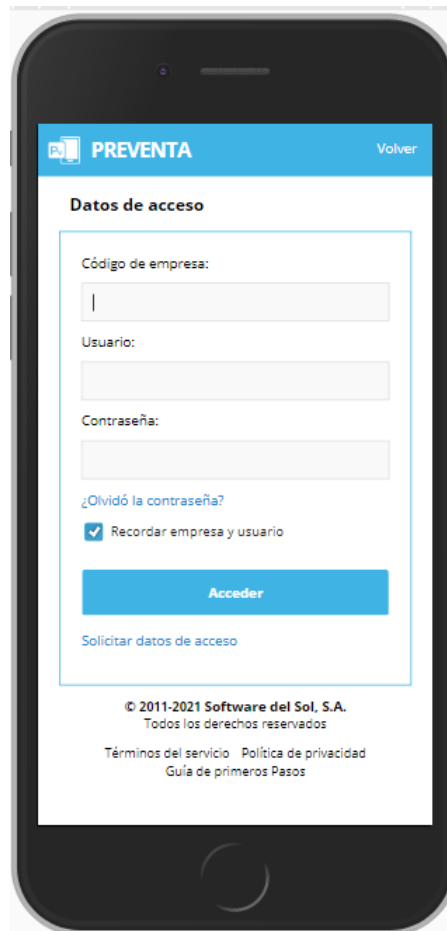 PREVENTA Volver
Datos de acceso
Código de empresa:
Usuario:
Contraseña:
¿Olvidó la contraseña?
Recordar empresa y usuario
Acceder
Solicitar datos de acceso
© 2011-2021 Software del Sol, S.A.
Todos los derechos reservados
Términos del servicio Política de privacidad
Guía de primeros Pasos